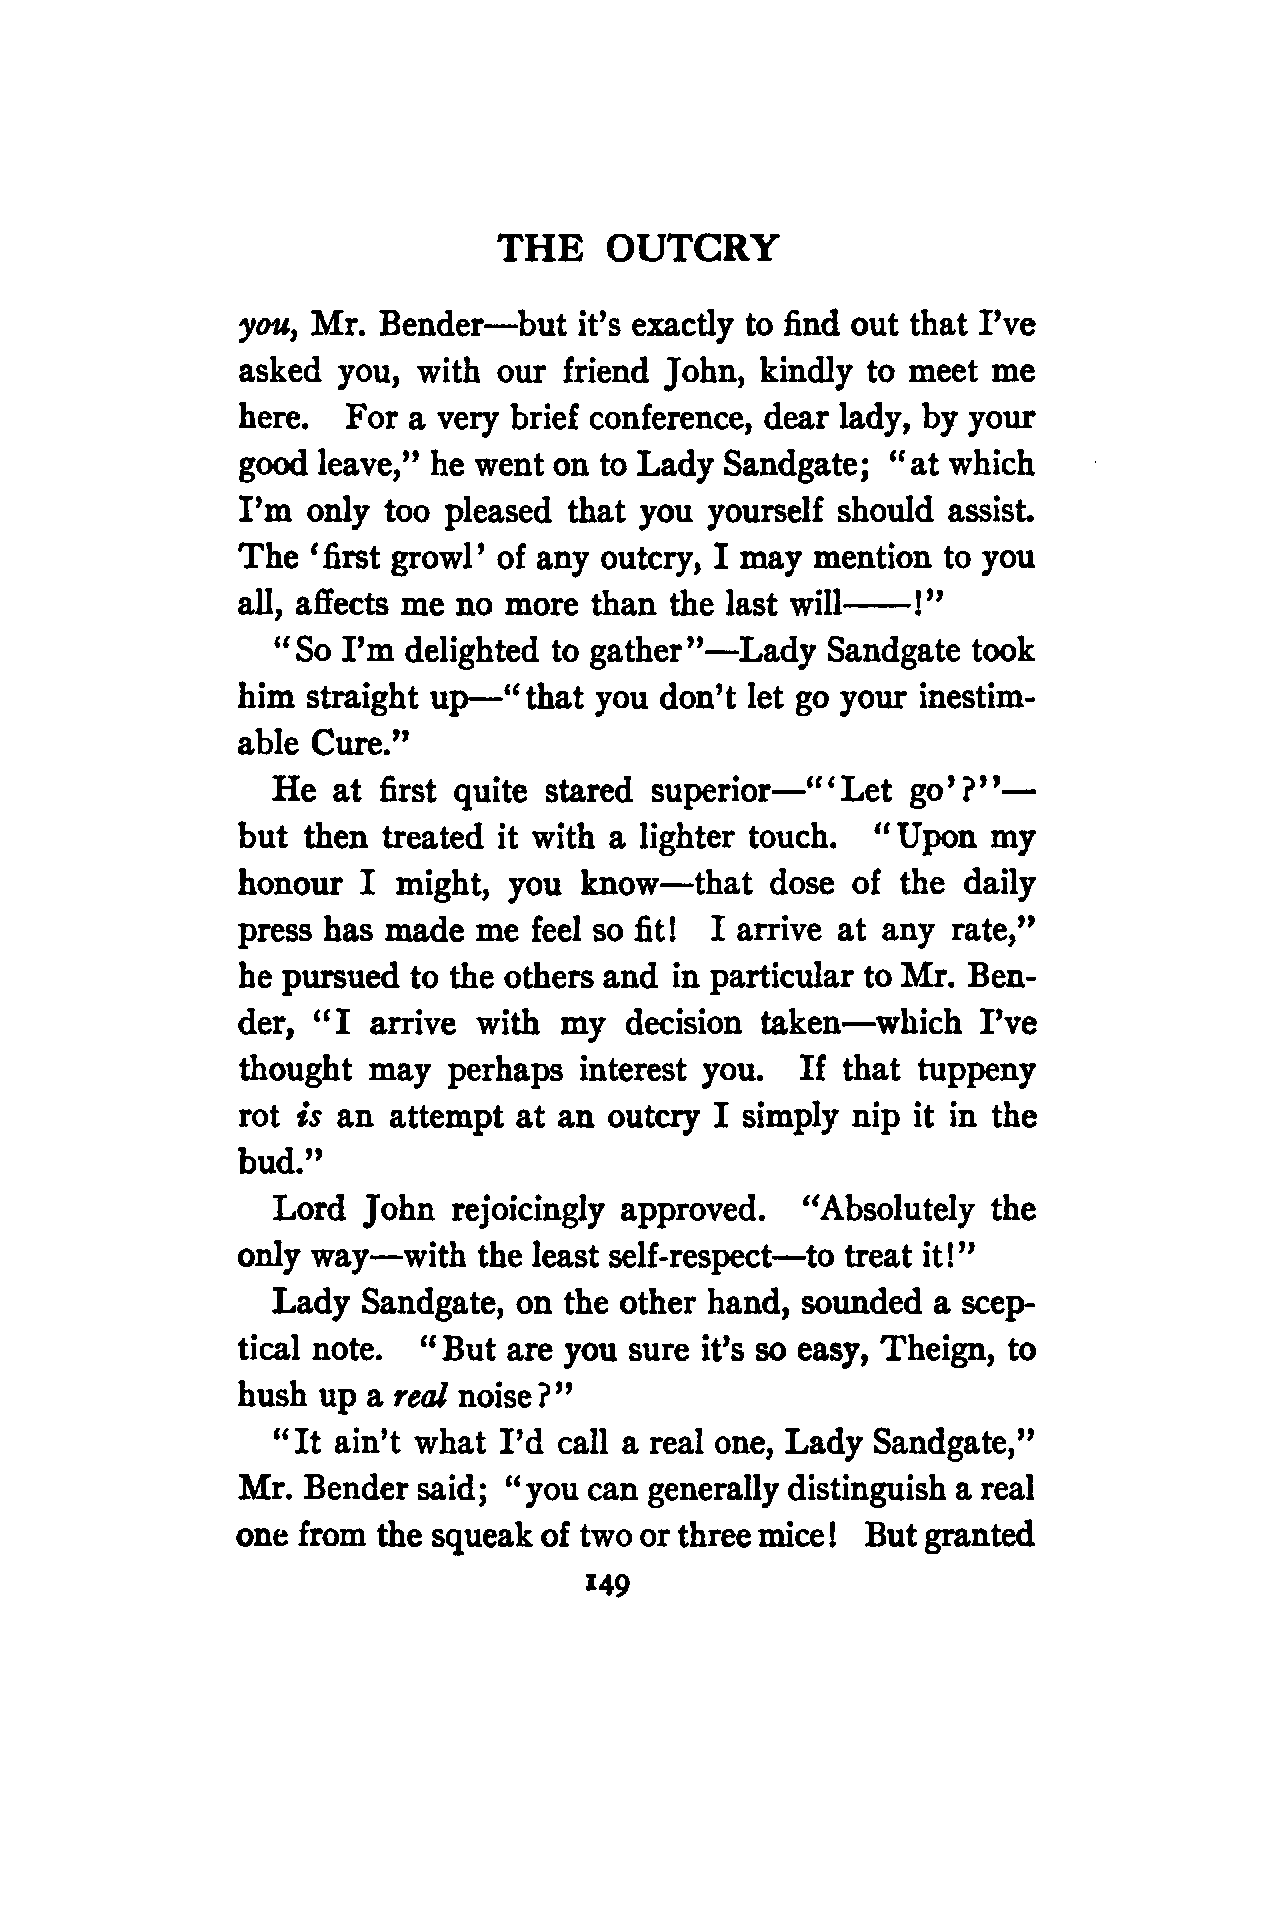 THE OUTCRY
you, Mr. Bender—but it's exactly to find out that I've
asked you, with our friend John, kindly to meet me
here. For a very brief conference, dear lady, by your
good leave," he went on to Lady Sandgate; "at which
I'm only too pleased that you yourself should assist.
The 'first growl' of any outcry, I may mention to you
all, affects me no more than the last will——!"
"So I'm delighted to gather"—Lady Sandgate took
him straight up—"that you don't let go your inestim-
able Cure."
He at first quite stared superior—"'Let go'?"—
but then treated it with a lighter touch. "Upon my
honour I might, you know—that dose of the daily
press has made me feel so fit! I arrive at any rate,"
he pursued to the others and in particular to Mr. Ben-
der, "I arrive with my decision taken—which I've
thought may perhaps interest you. If that tuppeny
rot is an attempt at an outcry I simply nip it in the
bud."
Lord John rejoicingly approved. "Absolutely the
only way—with the least self-respect—to treat it!"
Lady Sandgate, on the other hand, sounded a scep-
tical note. "But are you sure it's so easy, Theign, to
hush up a real noise?"
"It ain't what I'd call a real one, Lady Sandgate,"
Mr. Bender said; "you can generally distinguish a real
one from the squeak of two or three mice! But granted
149